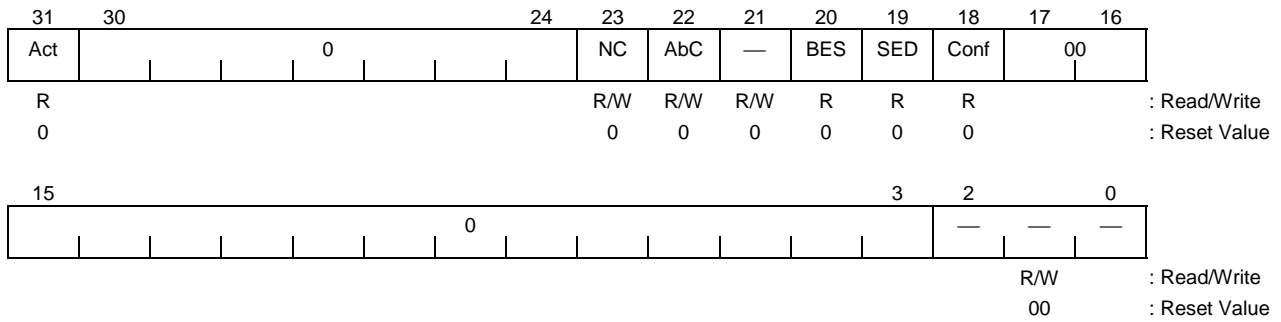 31 30 24 23 22 21 20 19 18 17 16
Act 0 NC AbC — BES SED Conf 00
R R/W R/W R/W R R R : Read/Write
0 0 0 0 0 0 0 : Reset Value
15 3 2 0
0 — — —
R/W : Read/Write
00 : Reset Value